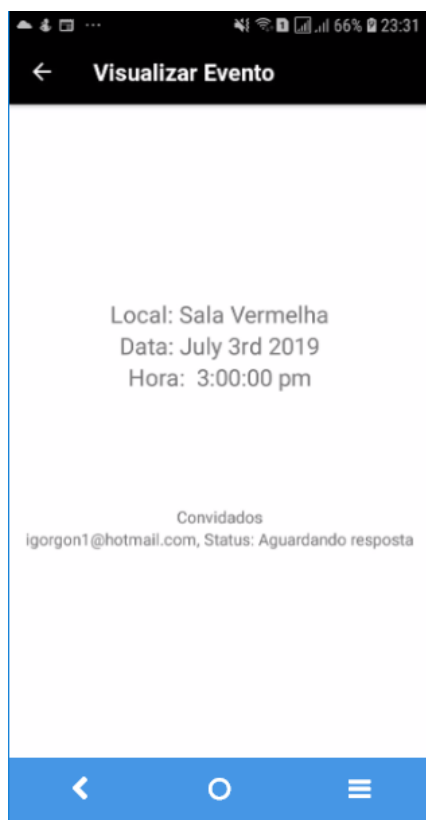 66% 23:31
Visualizar Evento
Local: Sala Vermelha
Data: July 3rd 2019
Hora: 3:00:00 pm
Convidados
igorgon1@hotmail.com, Status: Aguardando resposta